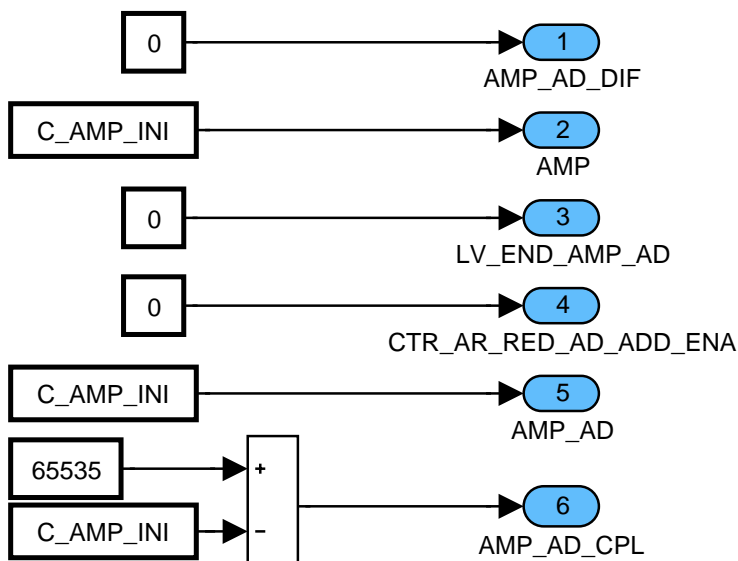 0
1
AMP_AD_DIF
C_AMP_INI
2
AMP
0
3
LV_END_AMP_AD
0
4
CTR_AR_RED_AD_ADD_ENA
C_AMP_INI
5
AMP_AD
65535
+
C_AMP_INI
−
6
AMP_AD_CPL